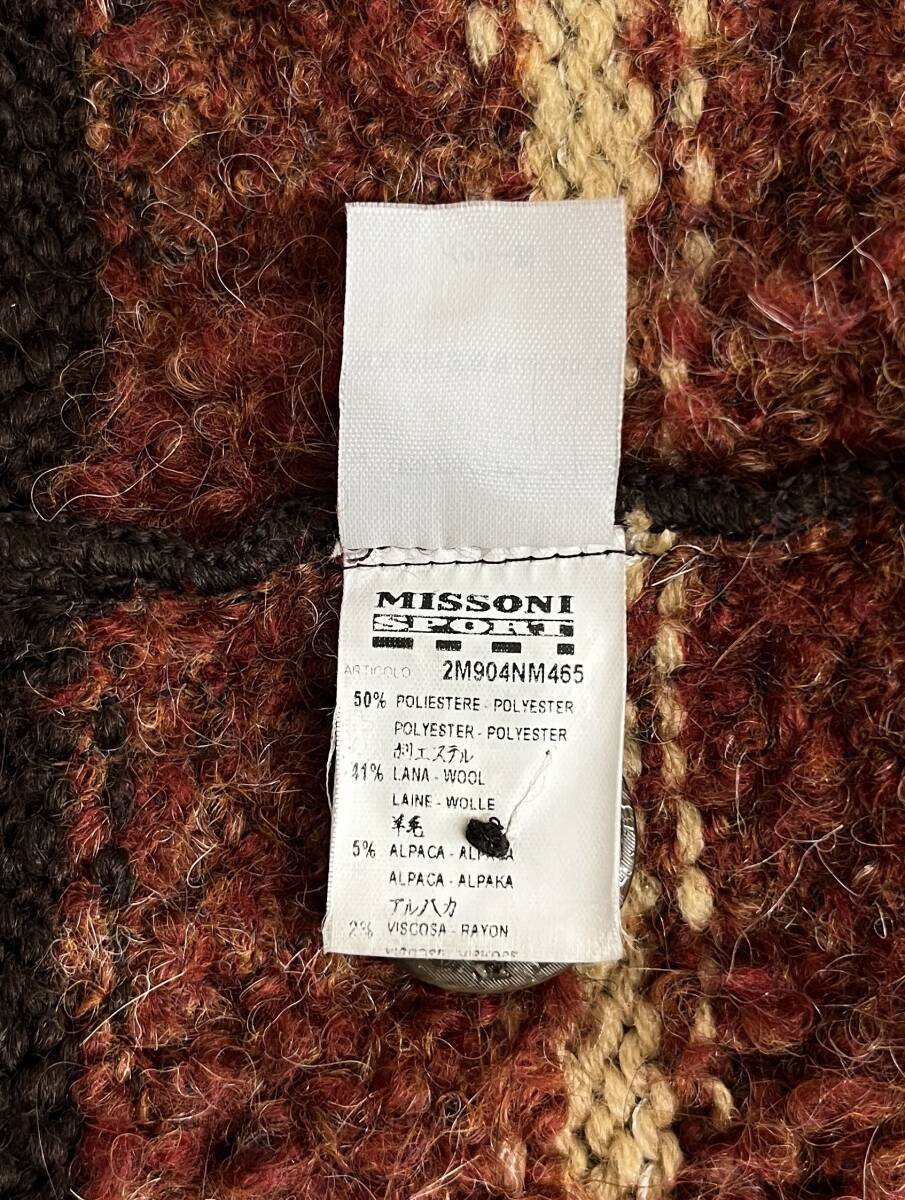 MISSONI
SPORT
ARTICOLO 2M904NM465
50% POLIESTERE - POLYESTER
POLYESTER - POLYESTER
ポリエステル
41% LANA - WOOL
LAINE - WOLLE
羊毛
5% ALPACA - ALPACA
ALPACA - ALPAKA
アルパカ
2% VISCOSA - RAYON